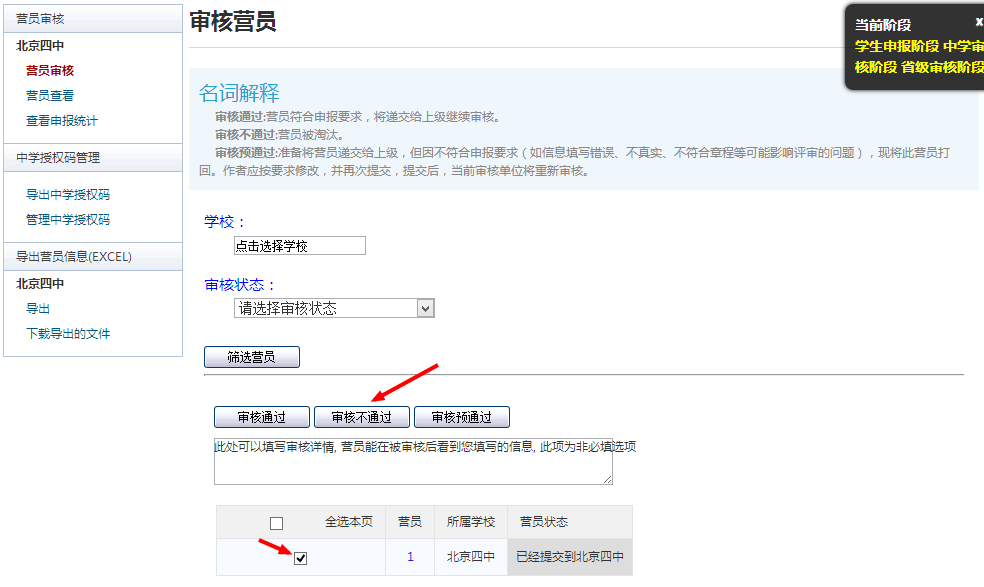 营员审核
北京四中
营员审核
营员查看
查看申报统计
中学授权码管理
导出中学授权码
管理中学授权码
导出营员信息(EXCEL)
北京四中
导出
下载导出的文件
审核营员
当前阶段 x
学生申报阶段 中学审
核阶段 省级审核阶段
名词解释
审核通过:营员符合申报要求，将递交给上级继续审核。
审核不通过:营员被淘汰。
审核预通过:准备将营员递交给上级，但因不符合申报要求（如信息填写错误、不真实、不符合章程等可能影响评审的问题），现将此营员打
回。作者应按要求修改，并再次提交，提交后，当前审核单位将重新审核。
学校：
点击选择学校
审核状态：
请选择审核状态
筛选营员
审核通过 审核不通过 审核预通过
此处可以填写审核详情, 营员能在被审核后看到您填写的信息, 此项为非必填选项
全选本页 营员 所属学校 营员状态
1 北京四中 已经提交到北京四中